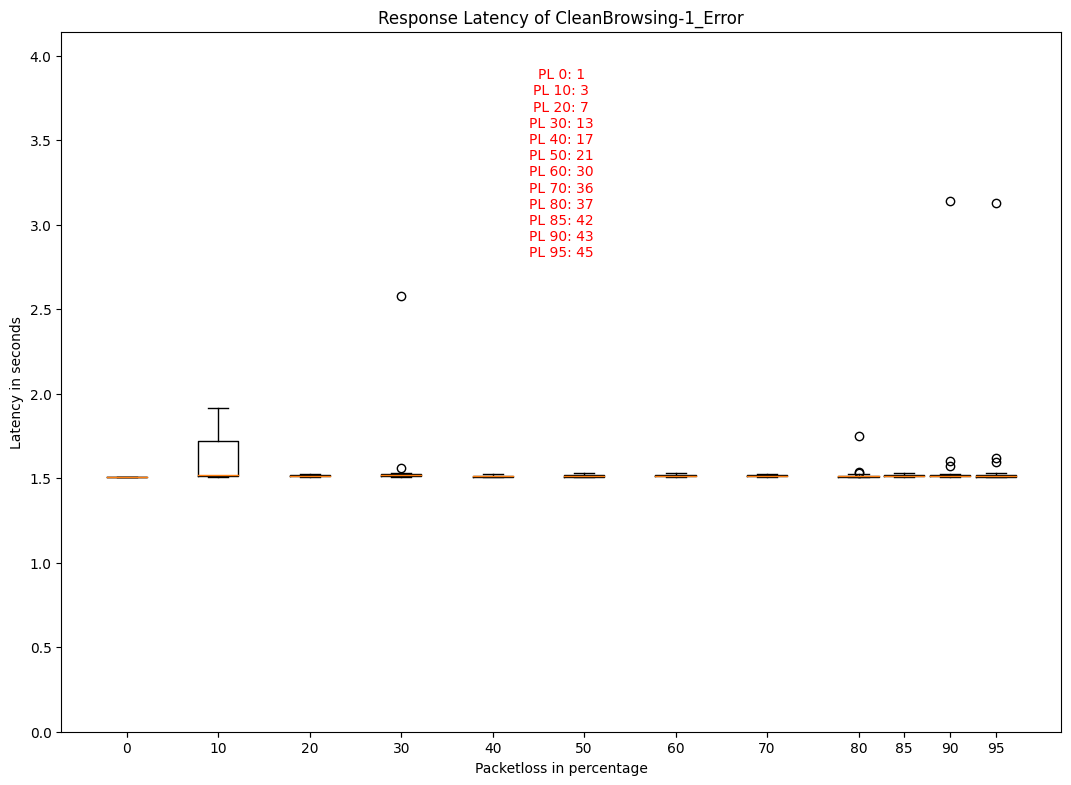 Response Latency of CleanBrowsing-1_Error
4.0
3.5
3.0
2.5
2.0
1.5
1.0
0.5
0.0
Latency in seconds
PL 0: 1
PL 10: 3
PL 20: 7
PL 30: 13
PL 40: 17
PL 50: 21
PL 60: 30
PL 70: 36
PL 80: 37
PL 85: 42
PL 90: 43
PL 95: 45
0 10 20 30 40 50 60 70 80 85 90 95
Packetloss in percentage